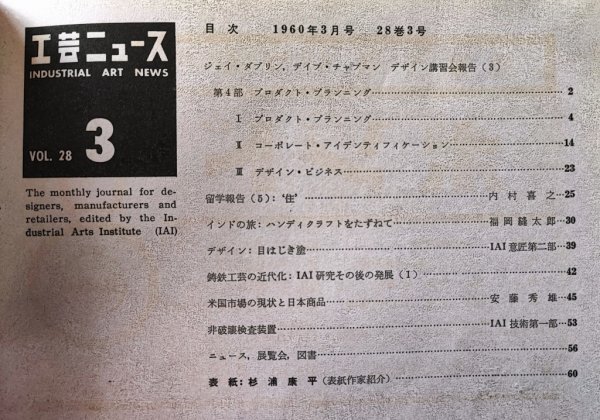 工芸ニュース
INDUSTRIAL ART NEWS
VOL. 28 3
The monthly journal for de-
signers, manufacturers and
retailers, edited by the In-
dustrial Arts Institute (IAI)
目次 1960年3月号 28巻3号
ジェイ・ダブリン，デイブ・チャプマン デザイン講習会報告（3）
第4部 プロダクト・プランニング 2
Ⅰ プロダクト・プランニング 4
Ⅱ コーポレート・アイデンティフィケーション 14
Ⅲ デザイン・ビジネス 23
留学報告（5）：‘住’ 内村喜之 25
インドの旅：ハンディクラフトをたずねて 福岡縫太郎 30
デザイン：目はじき塗 IAI意匠第二部 39
鋳鉄工芸の近代化：IAI研究その後の発展（1） 42
米国市場の現状と日本商品 安藤秀雄 45
非破壊検査装置 IAI技術第一部 53
ニュース，展覧会，図書 56
表紙：杉浦康平（表紙作家紹介） 60